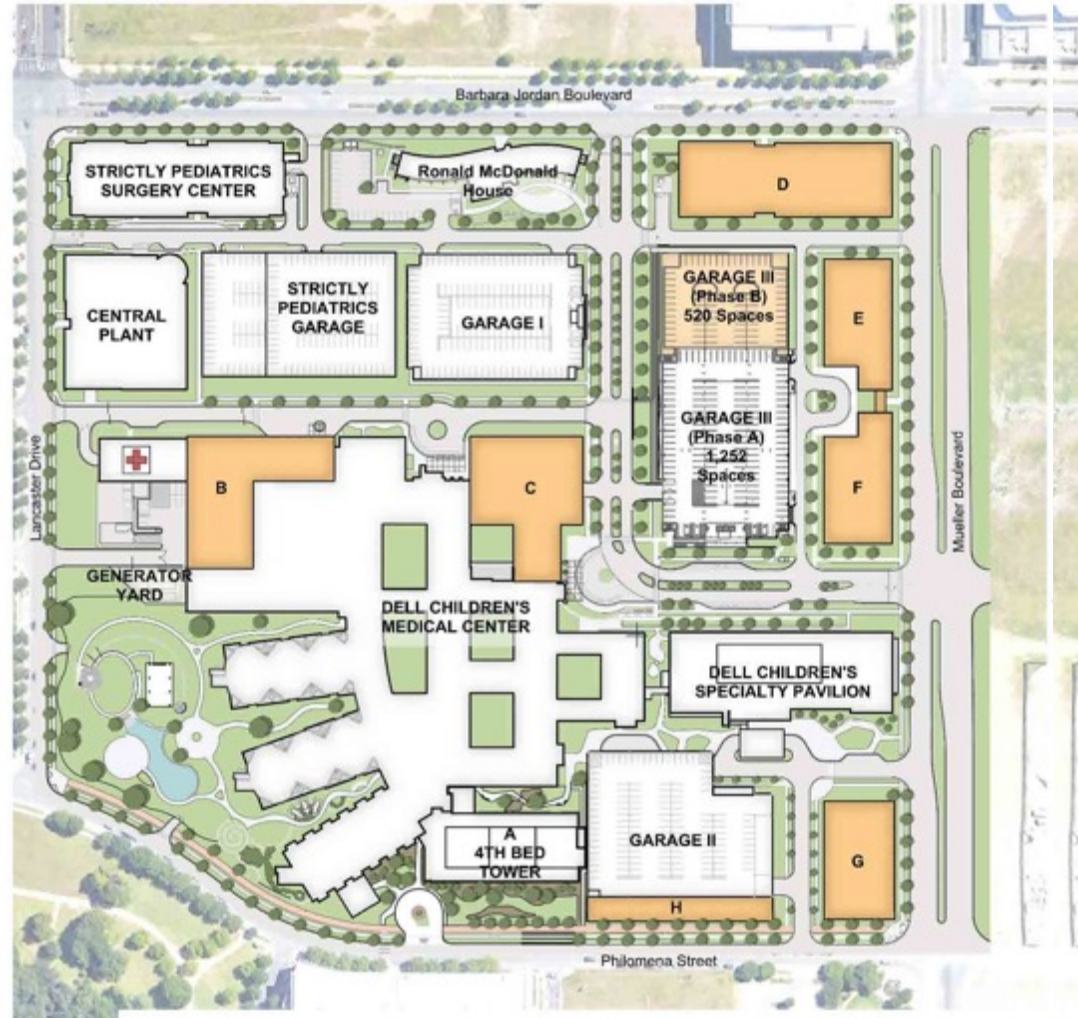 Barbara Jordan Boulevard
STRICTLY PEDIATRICS
SURGERY CENTER
Ronald McDonald
House
D
CENTRAL
PLANT
STRICTLY
PEDIATRICS
GARAGE
GARAGE I
GARAGE III
(Phase B)
520 Spaces
E
GARAGE III
(Phase A)
1,252
Spaces
Lancaster Drive
B
C
F
Mueller Boulevard
GENERATOR
YARD
DELL CHILDREN'S
MEDICAL CENTER
DELL CHILDREN'S
SPECIALTY PAVILION
A
4TH BED
TOWER
GARAGE II
G
H
Philomena Street